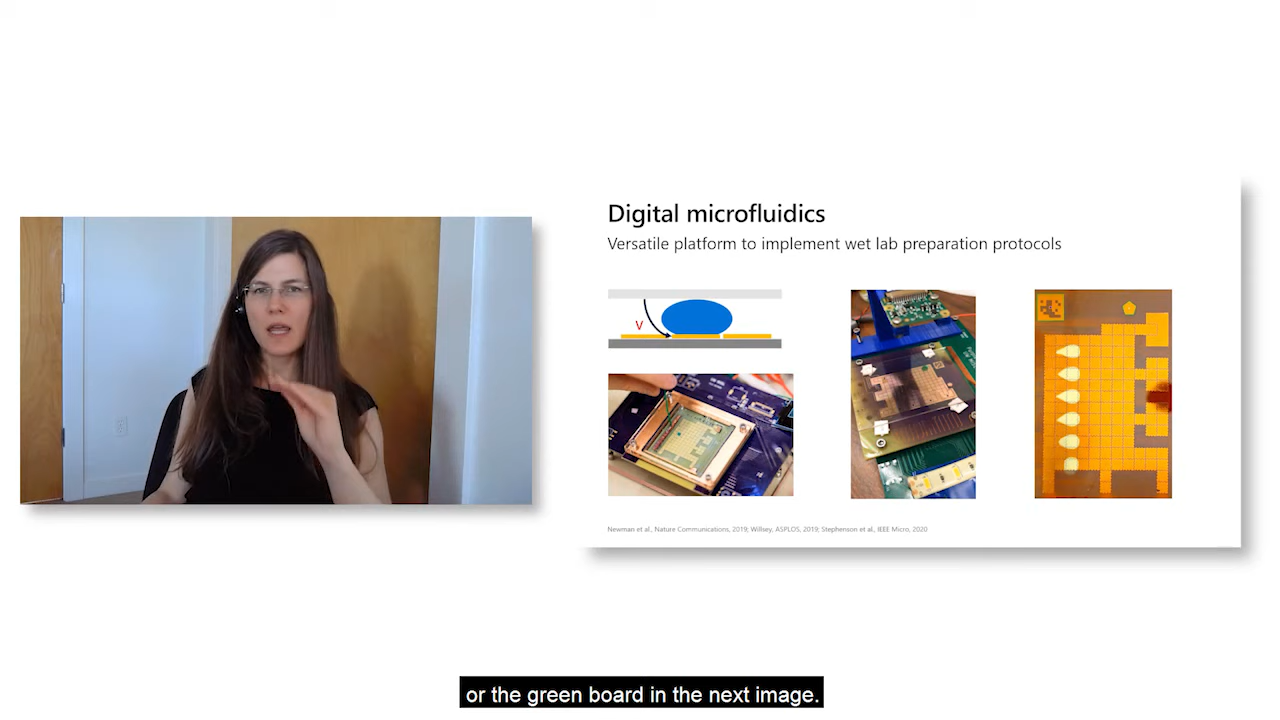 Digital microfluidics
Versatile platform to implement wet lab preparation protocols
V
Newman et al., Nature Communications, 2019; Willsey, ASPLOS, 2019; Stephenson et al., IEEE Micro, 2020
or the green board in the next image.